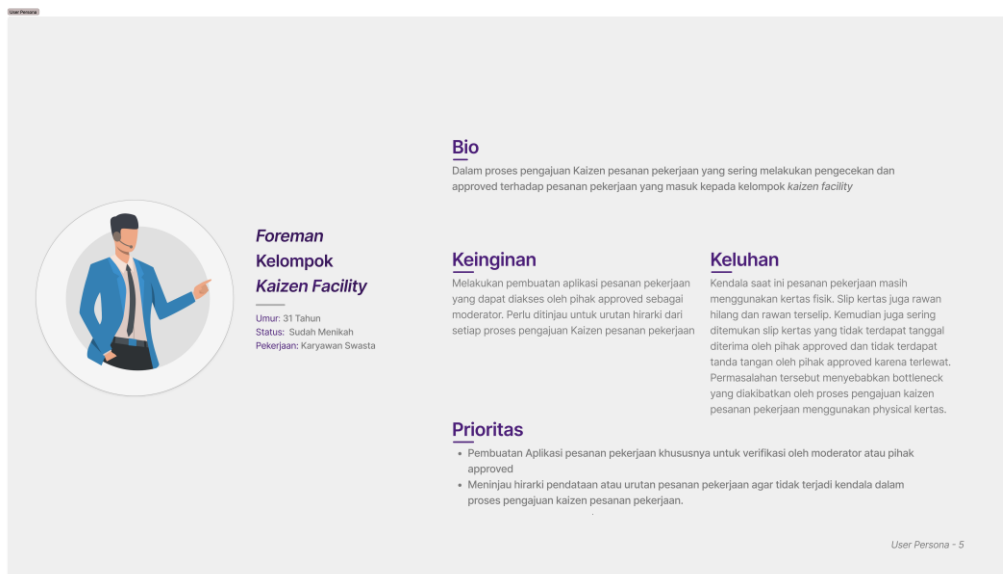 User Persona
Foreman
Kelompok
Kaizen Facility
Umur: 31 Tahun
Status: Sudah Menikah
Pekerjaan: Karyawan Swasta
Bio
Dalam proses pengajuan Kaizen pesanan pekerjaan yang sering melakukan pengecekan dan
approved terhadap pesanan pekerjaan yang masuk kepada kelompok kaizen facility
Keinginan
Melakukan pembuatan aplikasi pesanan pekerjaan
yang dapat diakses oleh pihak approved sebagai
moderator. Perlu ditinjau untuk urutan hirarki dari
setiap proses pengajuan Kaizen pesanan pekerjaan
Keluhan
Kendala saat ini pesanan pekerjaan masih
menggunakan kertas fisik. Slip kertas juga rawan
hilang dan rawan terselip. Kemudian juga sering
ditemukan slip kertas yang tidak terdapat tanggal
diterima oleh pihak approved dan tidak terdapat
tanda tangan oleh pihak approved karena terlewat.
Permasalahan tersebut menyebabkan bottleneck
yang diakibatkan oleh proses pengajuan kaizen
pesanan pekerjaan menggunakan physical kertas.
Prioritas
• Pembuatan Aplikasi pesanan pekerjaan khususnya untuk verifikasi oleh moderator atau pihak
approved
• Meninjau hirarki pendataan atau urutan pesanan pekerjaan agar tidak terjadi kendala dalam
proses pengajuan kaizen pesanan pekerjaan.
User Persona - 5